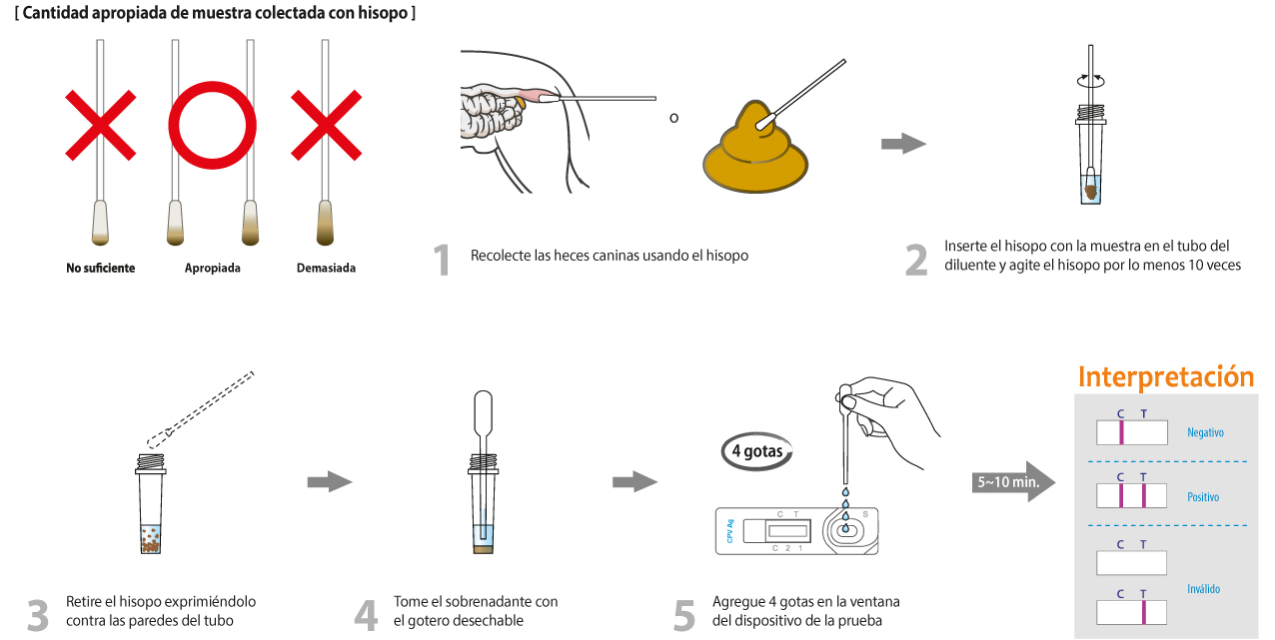 [ Cantidad apropiada de muestra colectada con hisopo ]
No suficiente
Apropiada
Demasiada
o
1
Recolecte las heces caninas usando el hisopo
2
Inserte el hisopo con la muestra en el tubo del
diluente y agite el hisopo por lo menos 10 veces
3
Retire el hisopo exprimiéndolo
contra las paredes del tubo
4
Tome el sobrenadante con
el gotero desechable
4 gotas
CPV Ag
C T
S
C 2 1
5
Agregue 4 gotas en la ventana
del dispositivo de la prueba
5~10 min.
Interpretación
C T
Negativo
C T
Positivo
C T
Inválido
C T